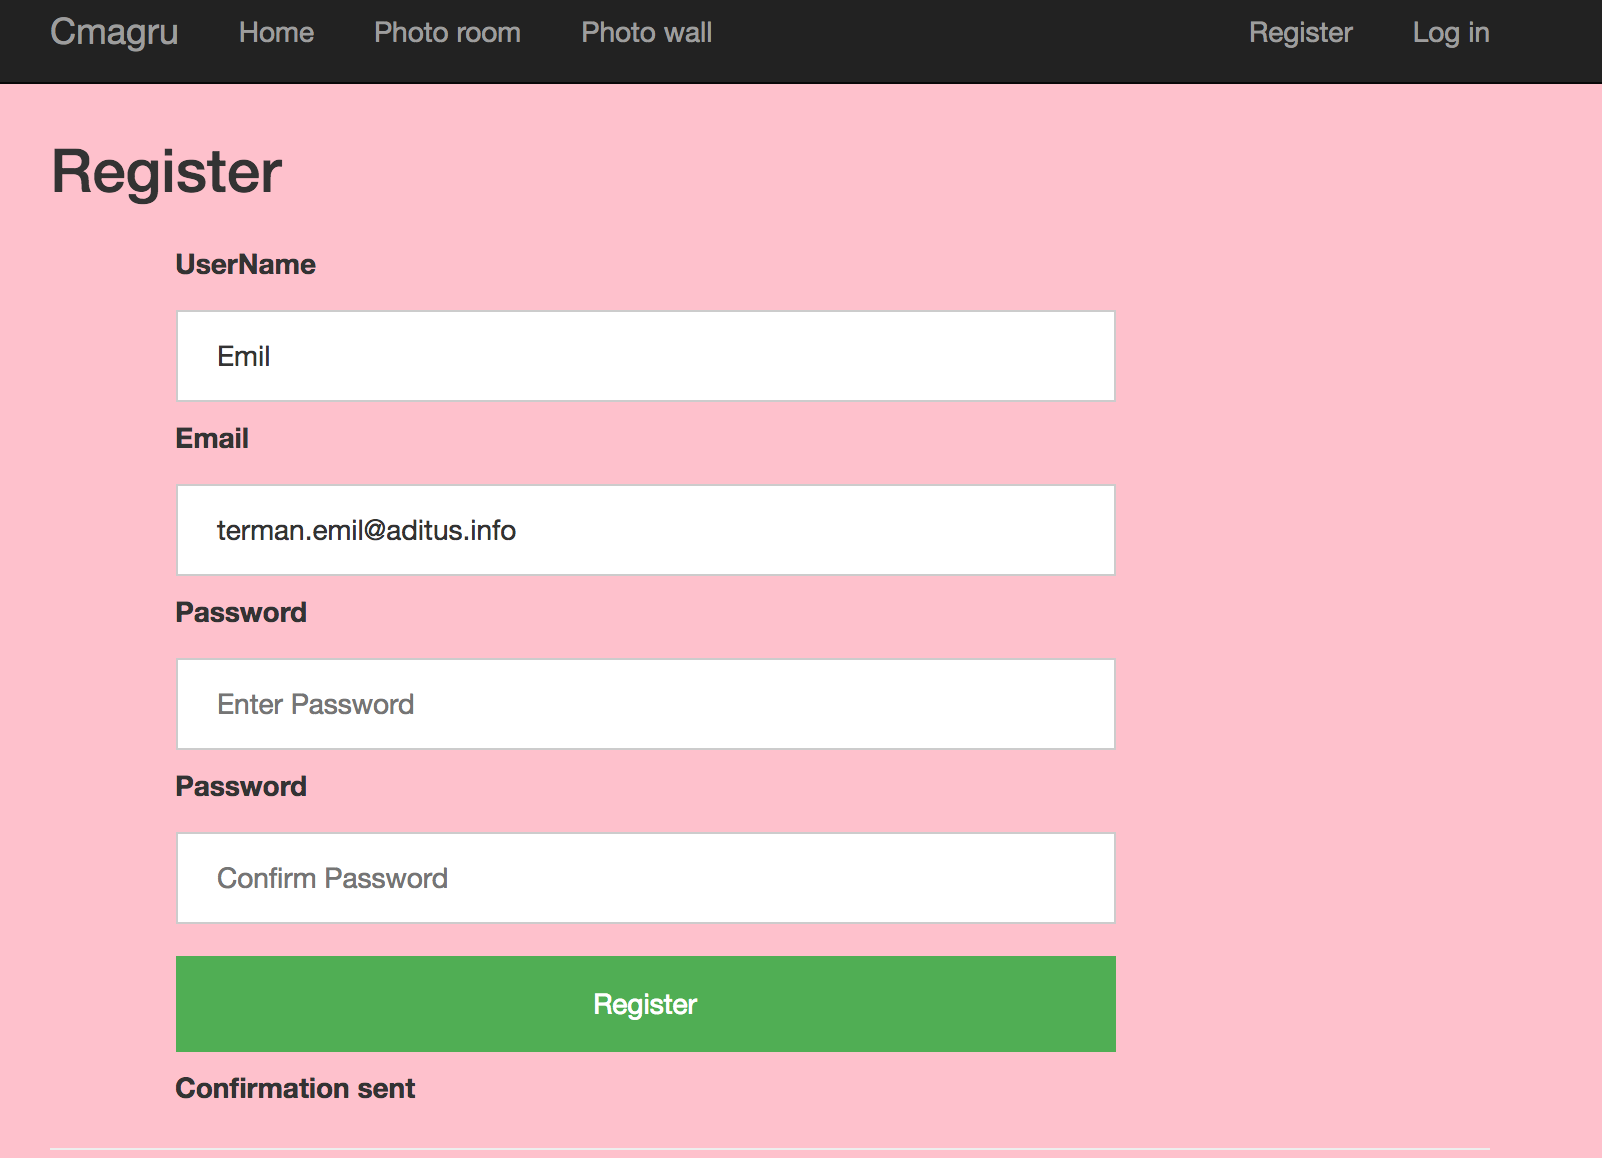 Cmagru Home Photo room Photo wall Register Log in
Register
UserName
Emil
Email
terman.emil@aditus.info
Password
Enter Password
Password
Confirm Password
Register
Confirmation sent